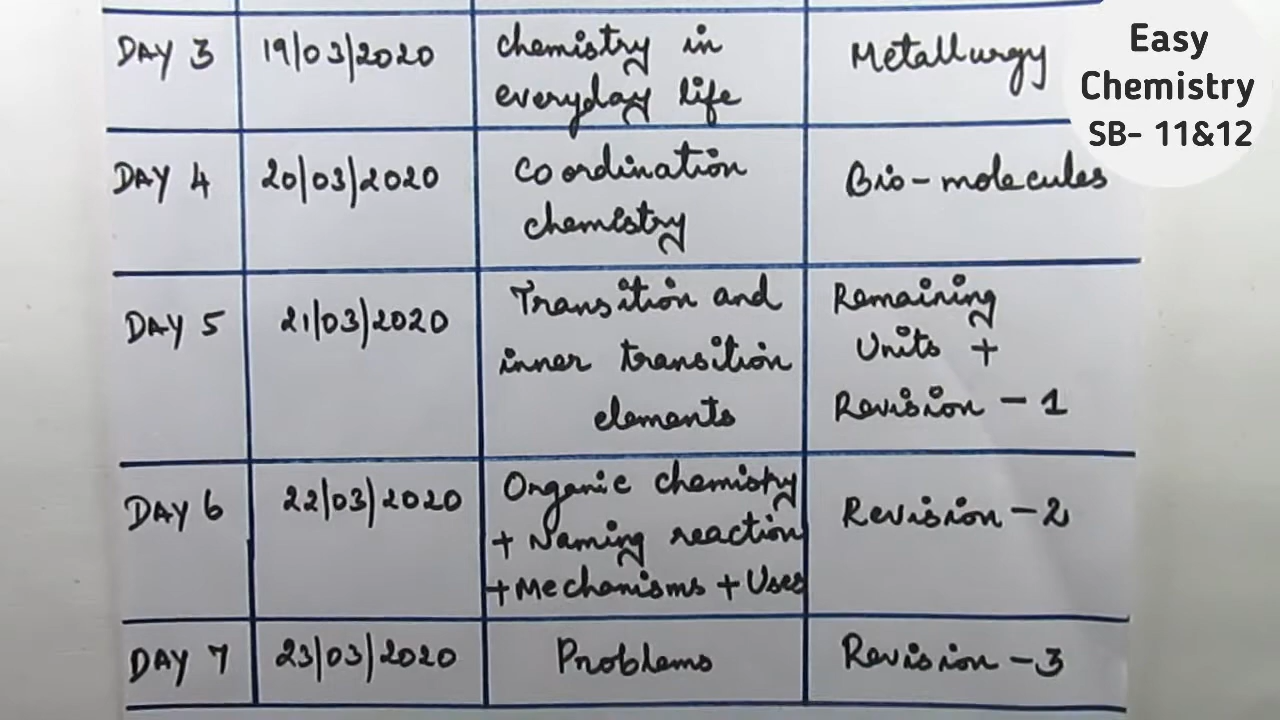 DAY 3 19/03/2020 chemistry in everyday life Metallurgy
DAY 4 20/03/2020 Coordination chemistry Bio-molecules
DAY 5 21/03/2020 Transition and inner transition elements Remaining Units + Revision - 1
DAY 6 22/03/2020 Organic chemistry + Naming reaction + Mechanisms + Uses Revision - 2
DAY 7 23/03/2020 Problems Revision - 3
Easy
Chemistry
SB- 11&12